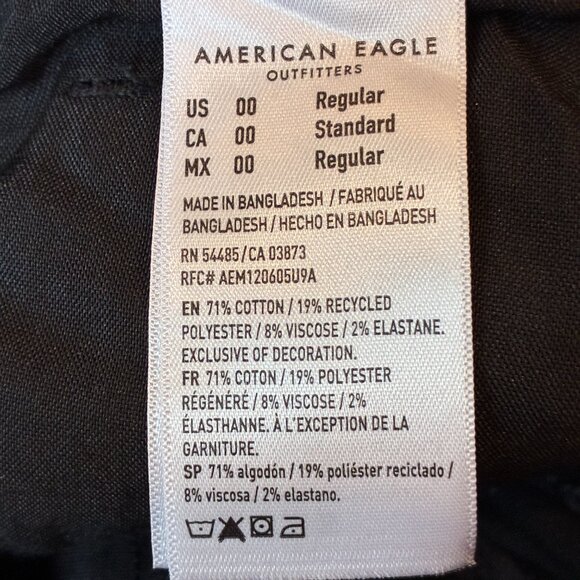 AMERICAN EAGLE
OUTFITTERS
US 00 Regular
CA 00 Standard
MX 00 Regular
MADE IN BANGLADESH / FABRIQUÉ AU
BANGLADESH / HECHO EN BANGLADESH
RN 54485/CA 03873
RFC# AEM120605U9A
EN 71% COTTON / 19% RECYCLED
POLYESTER / 8% VISCOSE / 2% ELASTANE.
EXCLUSIVE OF DECORATION.
FR 71% COTON / 19% POLYESTER
RÉGÉNÉRÉ / 8% VISCOSE / 2%
ÉLASTHANNE. À L'EXCEPTION DE LA
GARNITURE.
SP 71% algodón / 19% poliéster reciclado /
8% viscosa / 2% elastano.